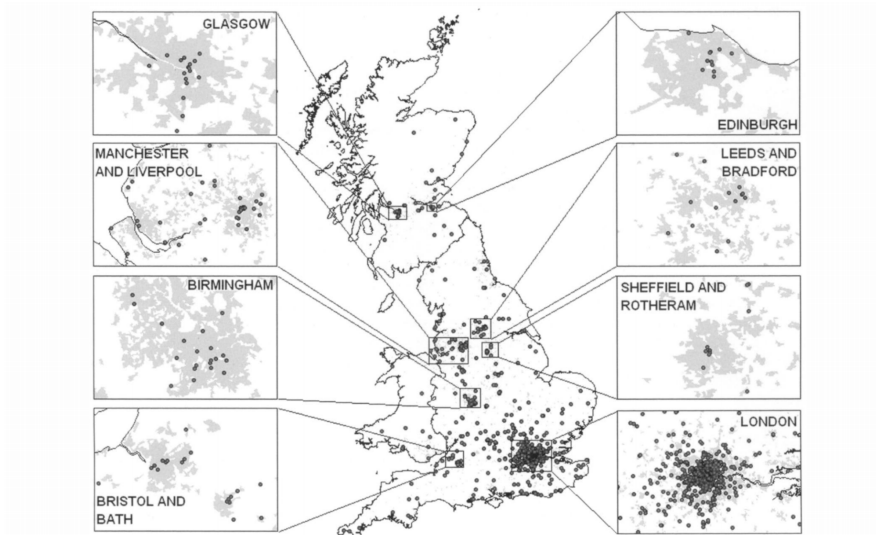 GLASGOW
EDINBURGH
MANCHESTER
AND LIVERPOOL
LEEDS AND
BRADFORD
BIRMINGHAM
SHEFFIELD AND
ROTHERAM
BRISTOL AND
BATH
LONDON